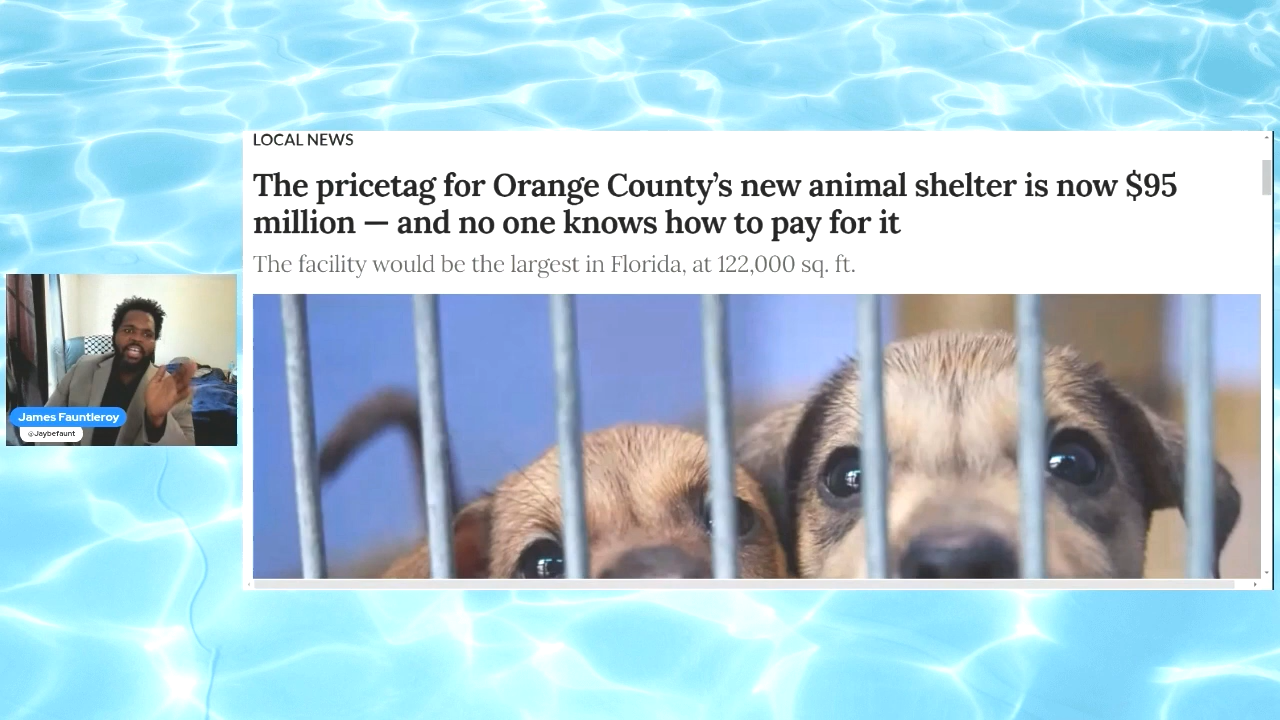 LOCAL NEWS
The pricetag for Orange County’s new animal shelter is now $95
million — and no one knows how to pay for it
The facility would be the largest in Florida, at 122,000 sq. ft.
James Fauntleroy
@Jaybefaunt